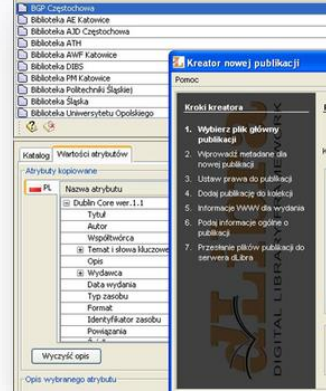 BGP Częstochowa
Biblioteka AE Katowice
Biblioteka AJD Częstochowa
Biblioteka ATH
Biblioteka AWF Katowice
Biblioteka DIBS
Biblioteka PM Katowice
Biblioteka Politechniki Śląskiej
Biblioteka Śląska
Biblioteka Uniwersytetu Opolskiego
Katalog Wartości atrybutów
Atrybuty kopiowane
PL
Nazwa atrybutu
Dublin Core wer.1.1
Tytuł
Autor
Współtwórca
Temat i słowa kluczowe
Opis
Wydawca
Data wydania
Typ zasobu
Format
Identyfikator zasobu
Powiązania
Wyczyść opis
Opis wybranego atrybutu
Kreator nowej publikacji
Pomoc
Kroki kreatora
1. Wybierz plik główny
publikacji
2. Wprowadź metadane dla
nowej publikacji
3. Ustaw prawa do publikacji
4. Dodaj publikację do kolekcji
5. Informacje WWW dla wydania
6. Podaj informacje ogólne o
publikacji
7. Przesłanie plików publikacji do
serwera dLibra
dLibra
DIGITAL LIBRARY FRAMEWORK